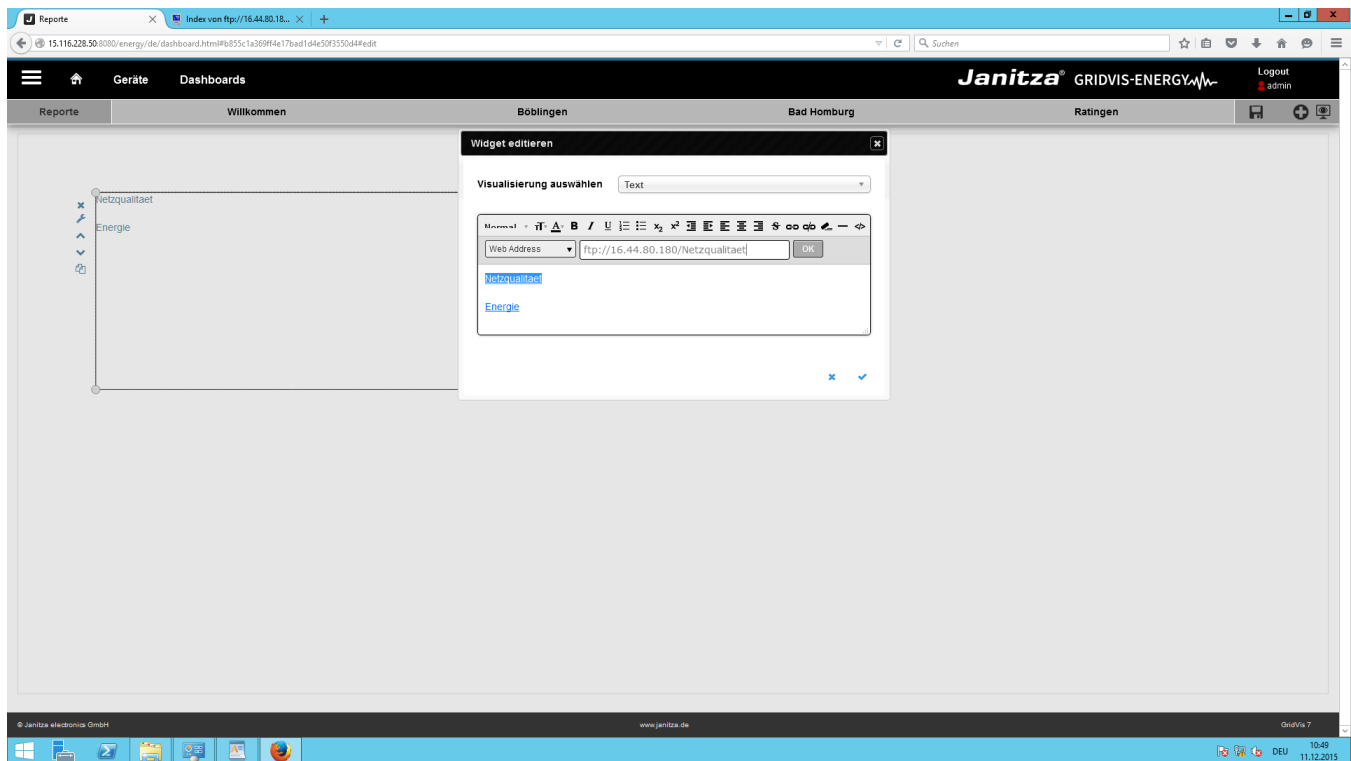 Reporte
Index von ftp://16.44.80.18...
15.116.228.50:8080/energy/de/dashboard.html#b855c1a369ff4e17bad1d4e50f3550d4#edit
Suchen
Geräte Dashboards
Janitza® GRIDVIS-ENERGY
Logout
admin
Reporte Willkommen Böblingen Bad Homburg Ratingen
Widget editieren
Visualisierung auswählen Text
Netzqualitaet
Energie
Normal
Web Address ftp://16.44.80.180/Netzqualitaet OK
Netzqualitaet
Energie
© Janitza electronics GmbH www.janitza.de GridVis 7
DEU 10:49
11.12.2015